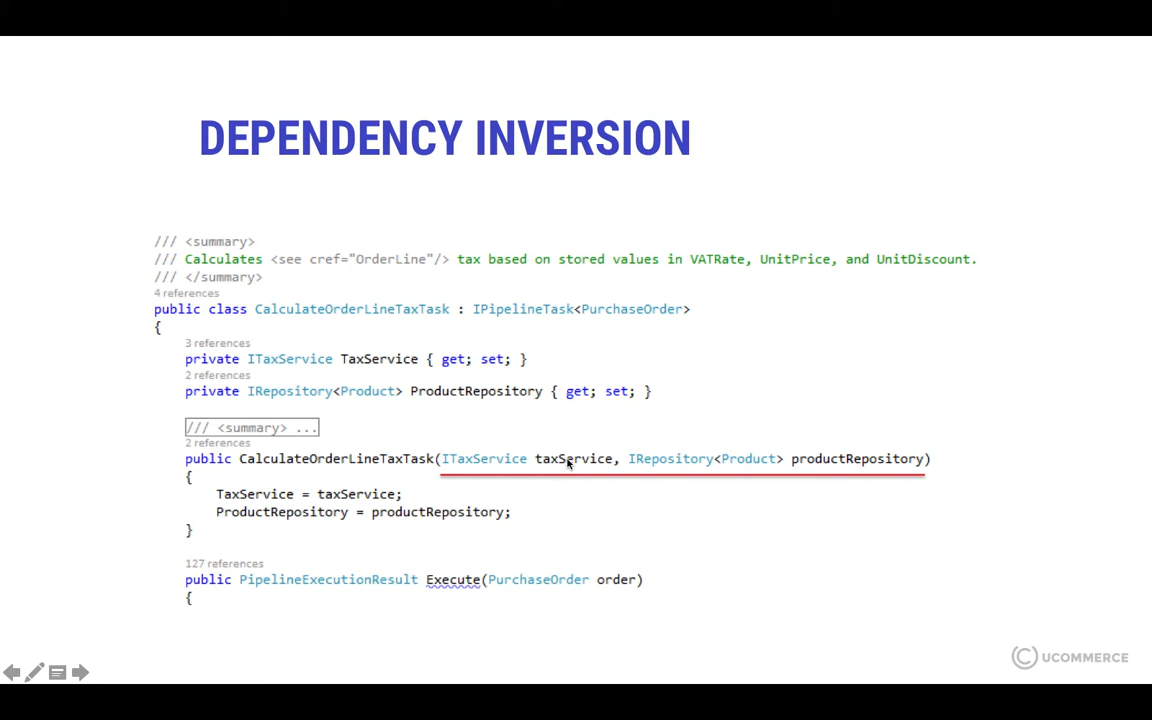 DEPENDENCY INVERSION
/// <summary>
/// Calculates <see cref="OrderLine"/> tax based on stored values in VATRate, UnitPrice, and UnitDiscount.
/// </summary>
4 references
public class CalculateOrderLineTaxTask : IPipelineTask<PurchaseOrder>
{
3 references
private ITaxService TaxService { get; set; }
2 references
private IRepository<Product> ProductRepository { get; set; }
/// <summary> ...
2 references
public CalculateOrderLineTaxTask(ITaxService taxService, IRepository<Product> productRepository)
{
TaxService = taxService;
ProductRepository = productRepository;
}
127 references
public PipelineExecutionResult Execute(PurchaseOrder order)
{
UCOMMERCE